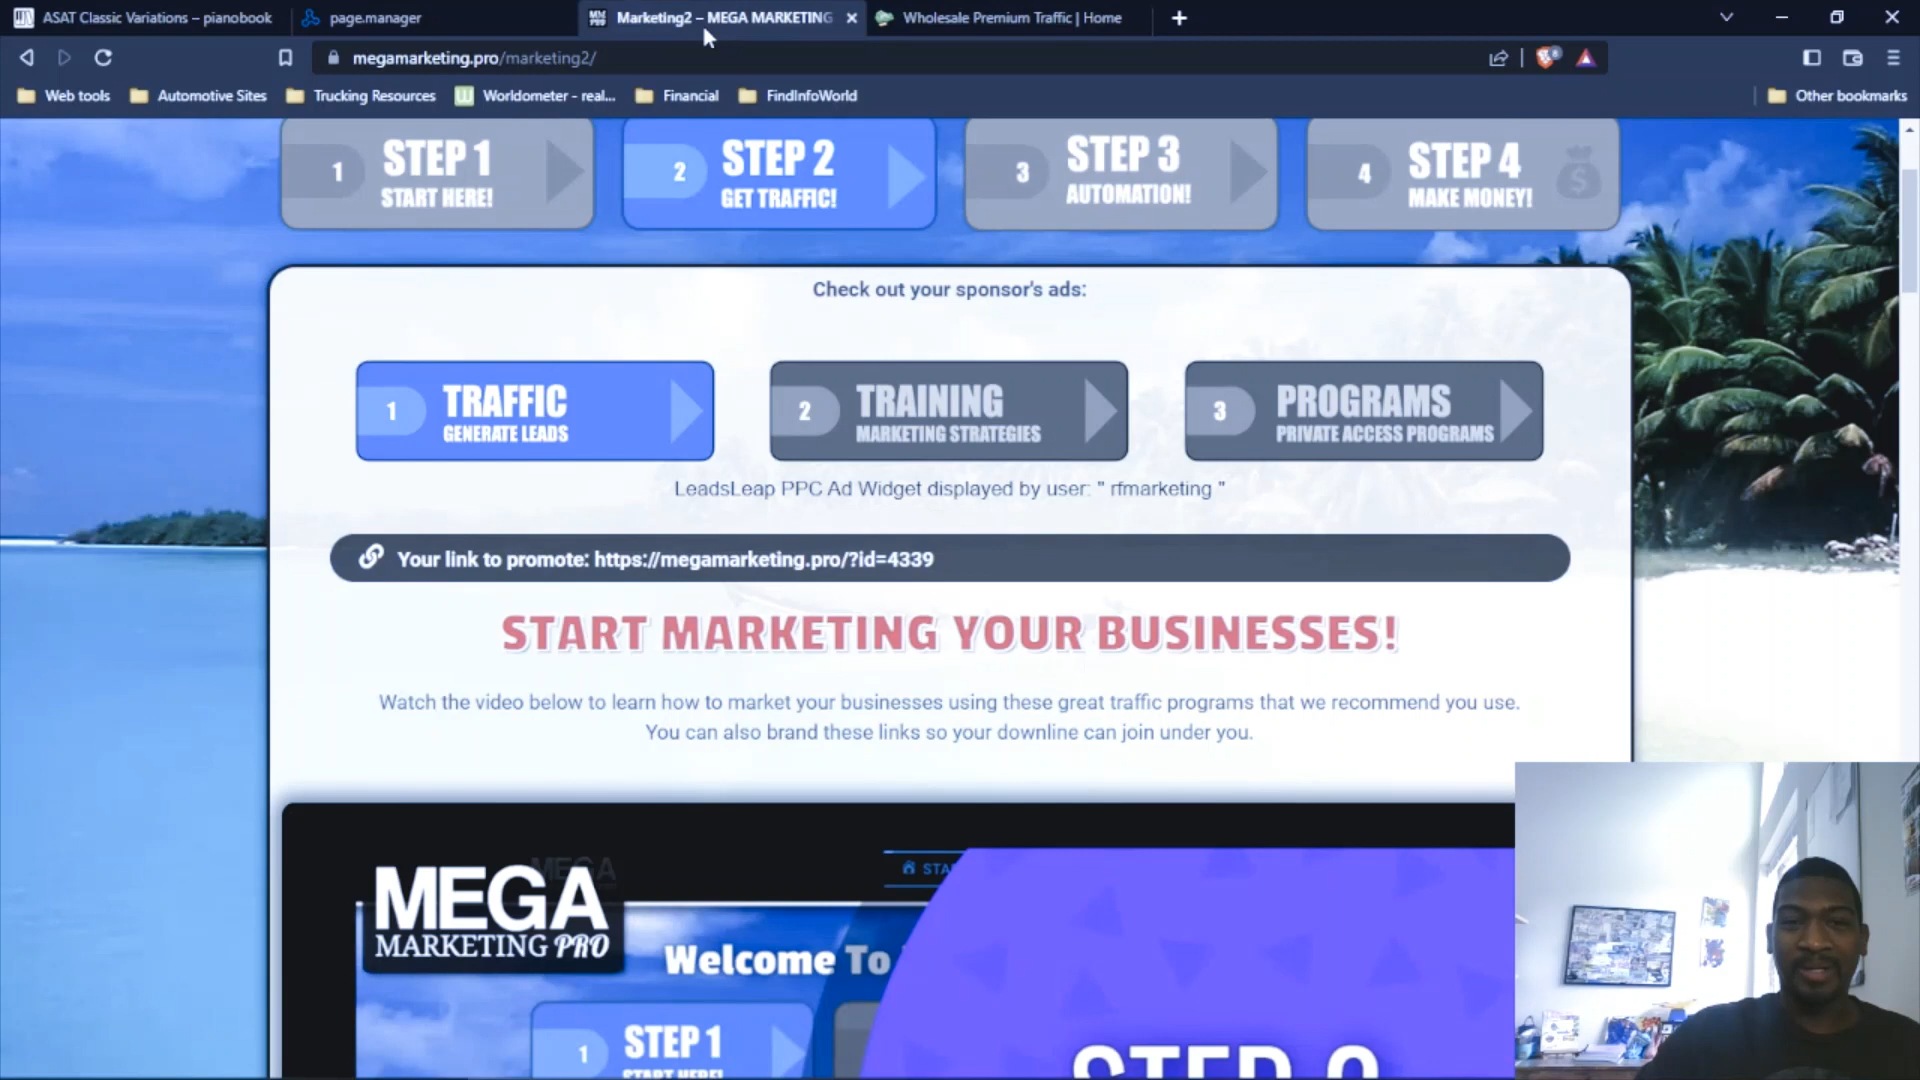 ASAT Classic Variations – pianobook
page.manager
Marketing2 – MEGA MARKETING
Wholesale Premium Traffic | Home
megamarketing.pro/marketing2/
Web tools
Automotive Sites
Trucking Resources
Worldometer - real...
Financial
FindInfoWorld
Other bookmarks
1 STEP 1
START HERE!
2 STEP 2
GET TRAFFIC!
3 STEP 3
AUTOMATION!
4 STEP 4
MAKE MONEY!
Check out your sponsor's ads:
1 TRAFFIC
GENERATE LEADS
2 TRAINING
MARKETING STRATEGIES
3 PROGRAMS
PRIVATE ACCESS PROGRAMS
LeadsLeap PPC Ad Widget displayed by user: " rfmarketing "
Your link to promote: https://megamarketing.pro/?id=4339
START MARKETING YOUR BUSINESSES!
Watch the video below to learn how to market your businesses using these great traffic programs that we recommend you use.
You can also brand these links so your downline can join under you.
MEGA
MARKETING PRO
STA
Welcome To
1 STEP 1
START HERE!